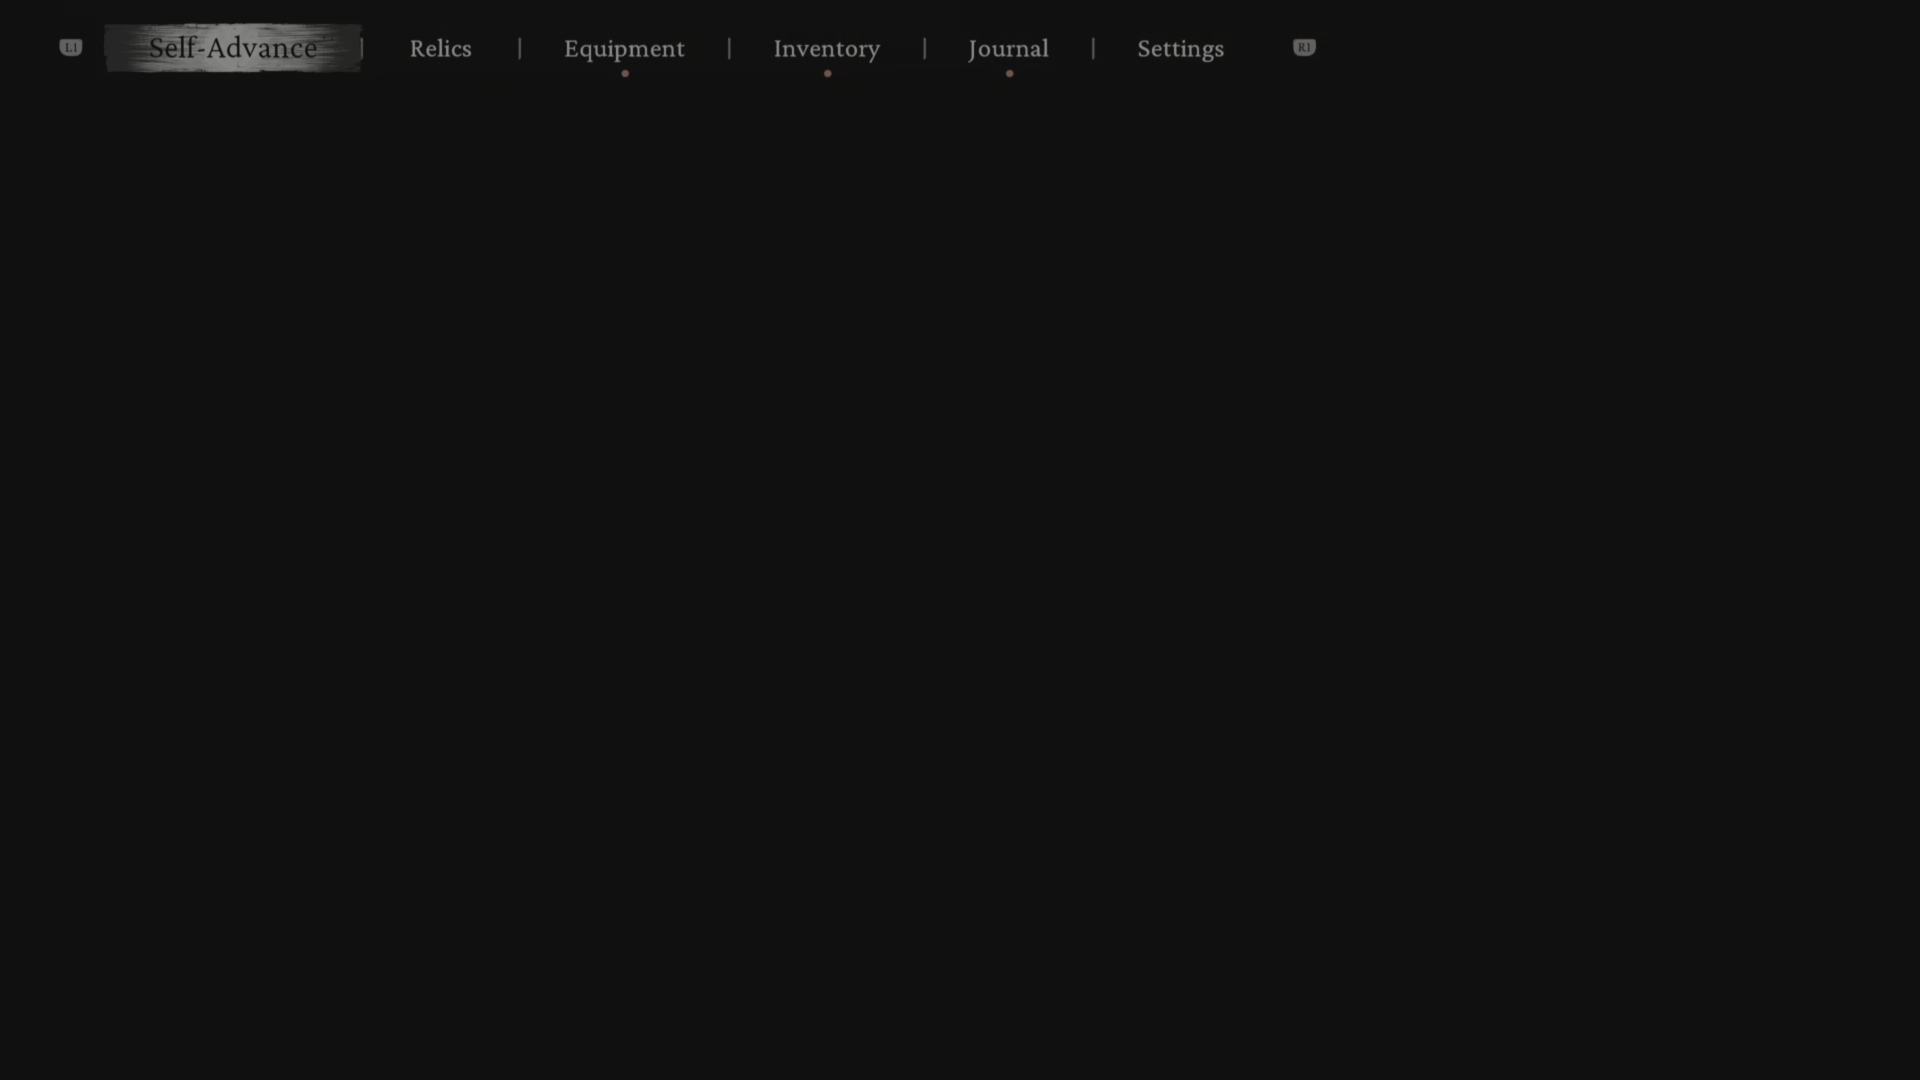 L1 Self-Advance | Relics | Equipment | Inventory | Journal | Settings R1